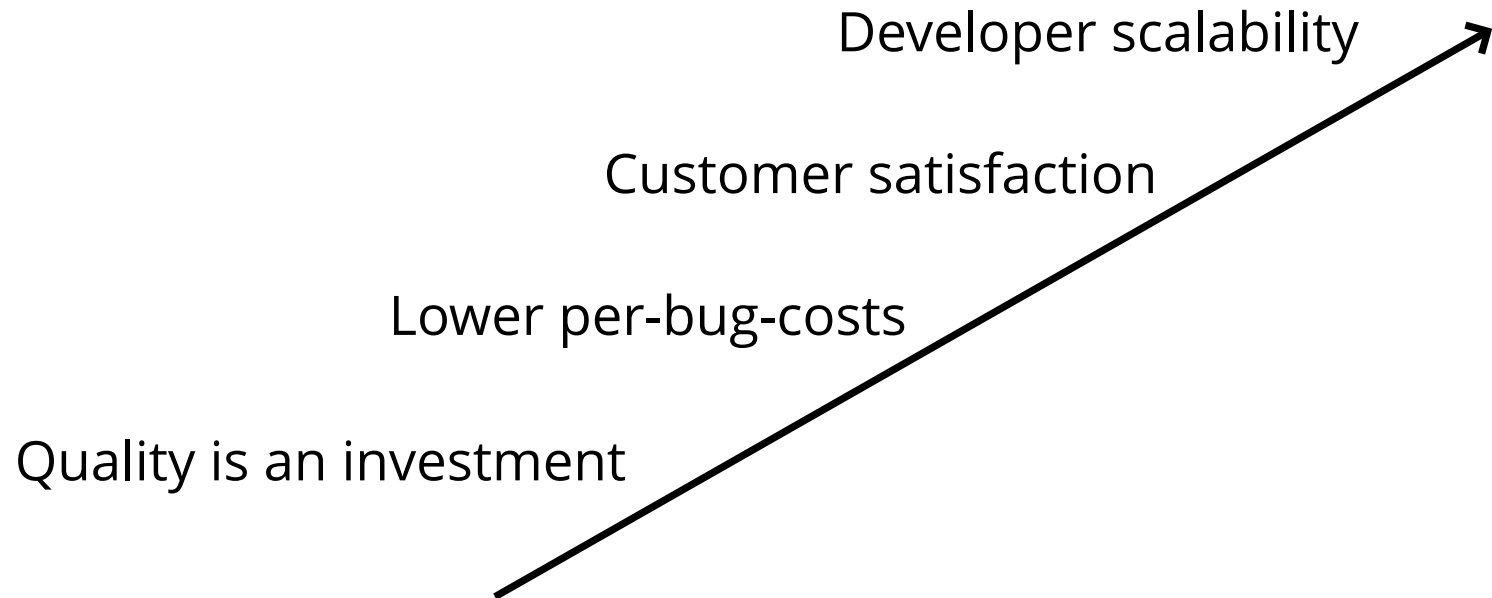 Developer scalability
Customer satisfaction
Lower per-bug-costs
Quality is an investment